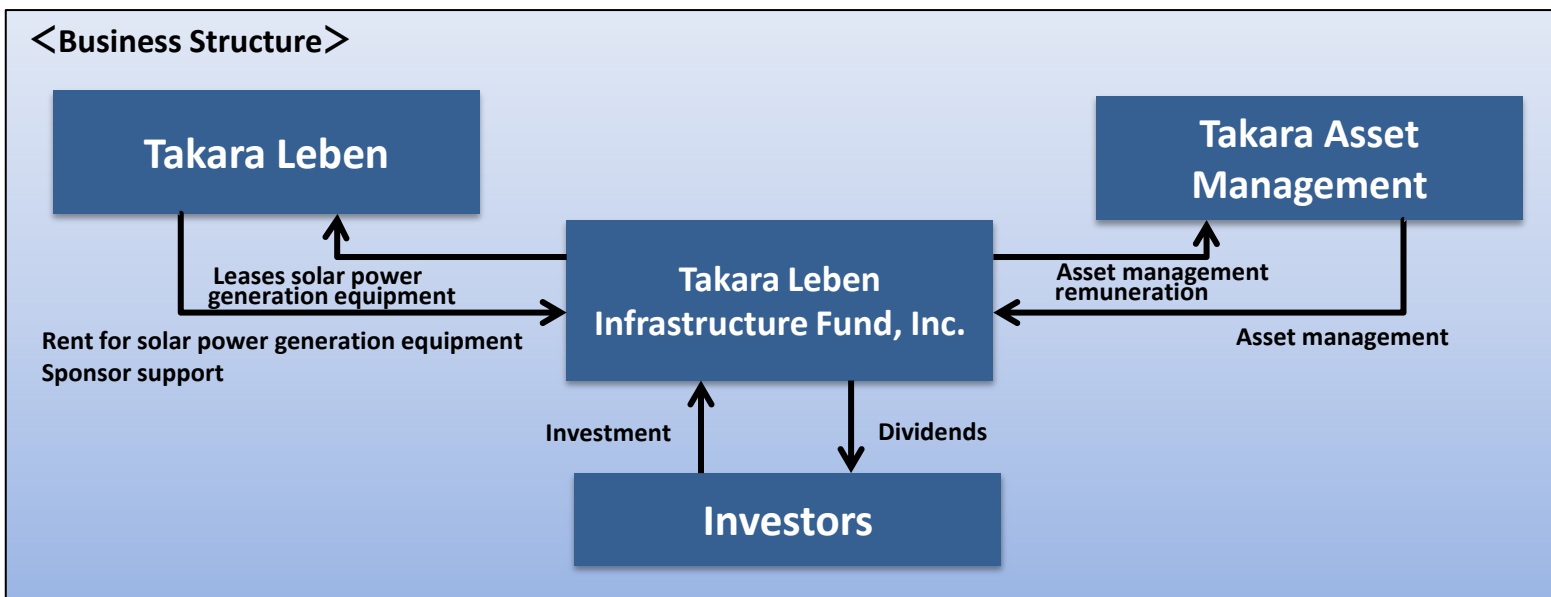 ＜Business Structure＞
Takara Leben
Takara Asset
Management
Takara Leben
Infrastructure Fund, Inc.
Leases solar power
generation equipment
Asset management
remuneration
Rent for solar power generation equipment
Sponsor support
Asset management
Investment
Dividends
Investors